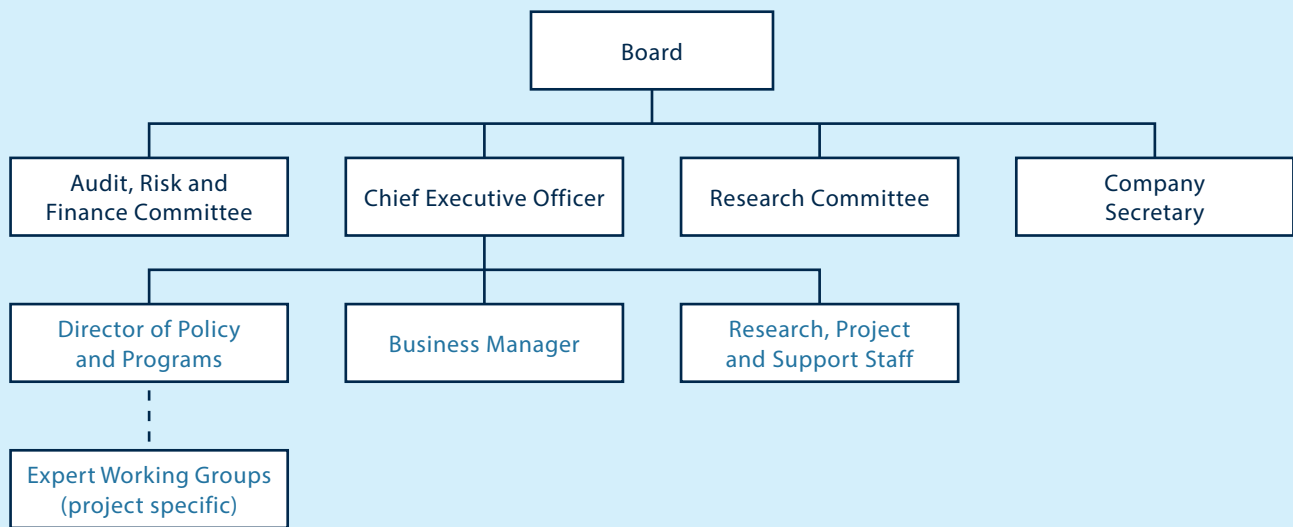 Board
Audit, Risk and
Finance Committee
Chief Executive Officer
Research Committee
Company
Secretary
Director of Policy
and Programs
Business Manager
Research, Project
and Support Staff
Expert Working Groups
(project specific)